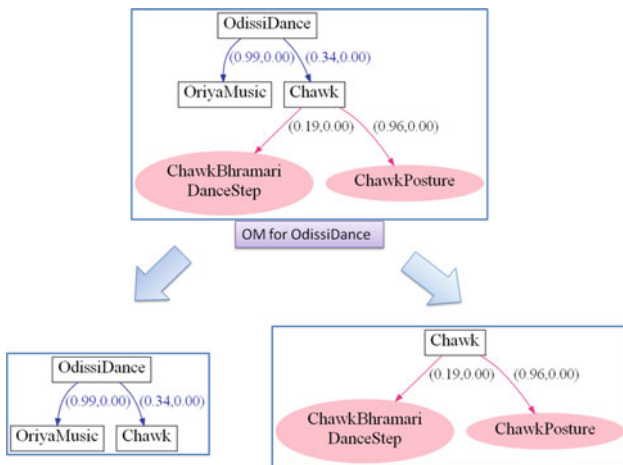 OdissiDance
(0.99,0.00) (0.34,0.00)
OriyaMusic Chawk
(0.19,0.00) (0.96,0.00)
ChawkBhramari
DanceStep
ChawkPosture
OM for OdissiDance
OdissiDance
(0.99,0.00) (0.34,0.00)
OriyaMusic Chawk
Chawk
(0.19,0.00) (0.96,0.00)
ChawkBhramari
DanceStep
ChawkPosture